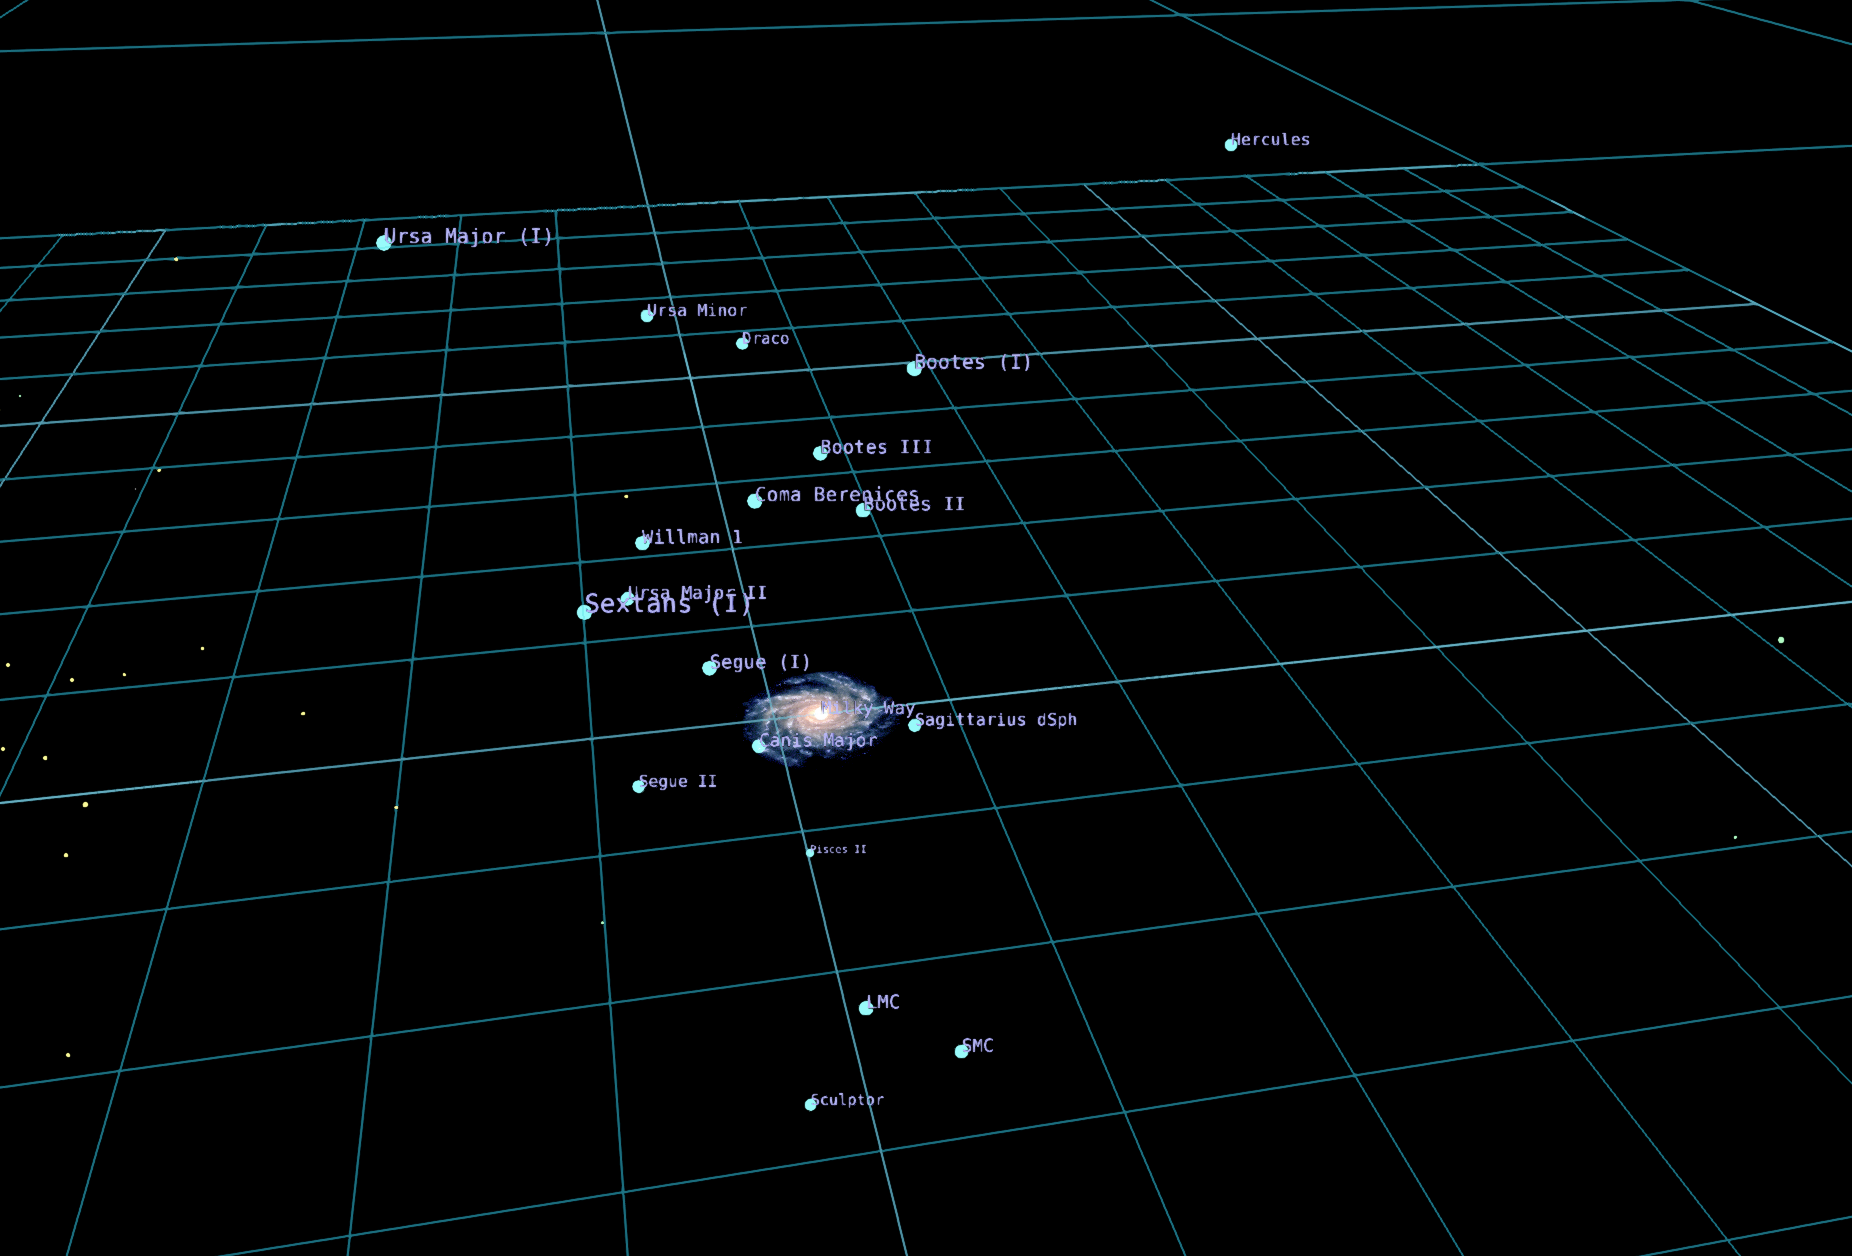 Hercules
Ursa Major (I)
Ursa Minor
Draco
Bootes (I)
Bootes III
Coma Berenices
Bootes II
Willman 1
Ursa Major II
Sextans (I)
Segue (I)
Milky Way
Sagittarius dSph
Canis Major
Segue II
Pisces II
LMC
SMC
Sculptor